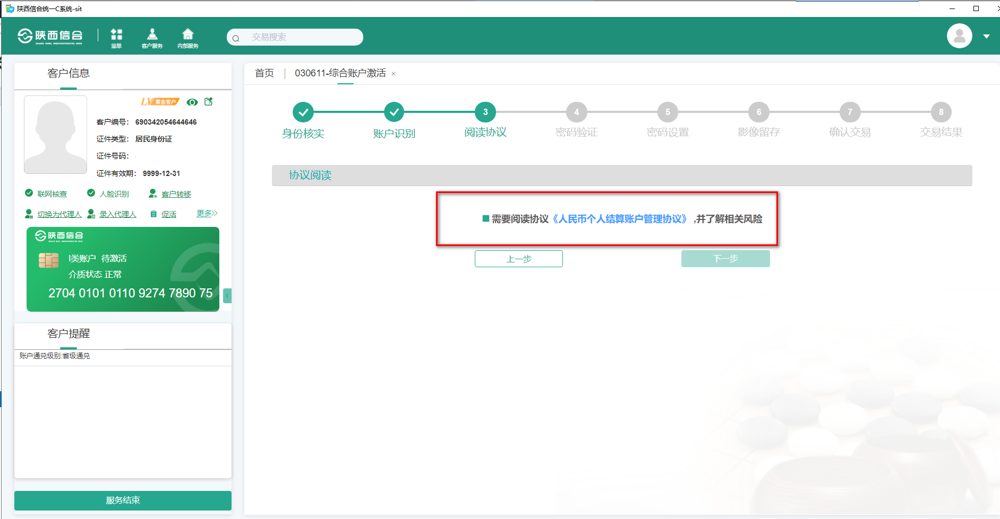 陕西信合统一C系统-sit
陕西信合
菜单
客户服务
内部服务
交易搜索
客户信息
LV 黄金客户
客户编号： 690342054644646
证件类型： 居民身份证
证件号码：
证件有效期： 9999-12-31
联网核查 人脸识别 客户转移
切换为代理人 录入代理人 促活 更多>>
陕西信合
I类账户 待激活
介质状态 正常
2704 0101 0110 9274 7890 75
客户提醒
账户通兑级别:省级通兑
服务结束
首页 | 030611-综合账户激活 ×
身份核实
账户识别
3 阅读协议
4 密码验证
5 密码设置
6 影像留存
7 确认交易
8 交易结果
协议阅读
需要阅读协议《人民币个人结算账户管理协议》 ,并了解相关风险
上一步
下一步